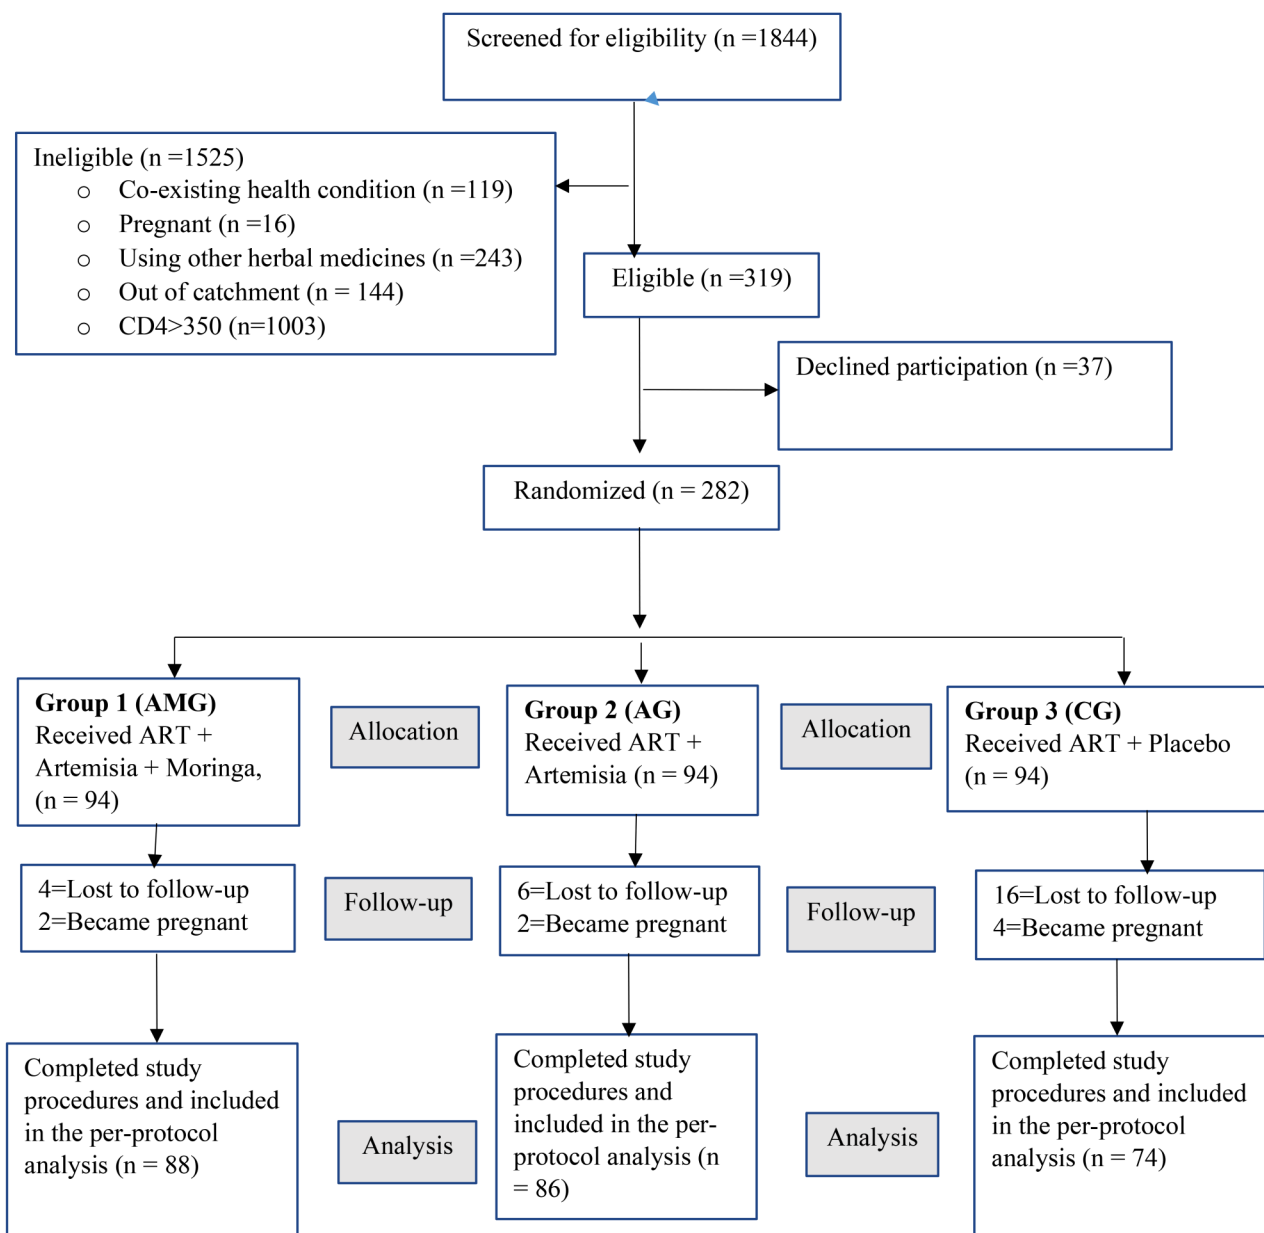 Screened for eligibility (n =1844)
Ineligible (n =1525)
o Co-existing health condition (n =119)
o Pregnant (n =16)
o Using other herbal medicines (n =243)
o Out of catchment (n = 144)
o CD4>350 (n=1003)
Eligible (n =319)
Declined participation (n =37)
Randomized (n = 282)
Group 1 (AMG)
Received ART +
Artemisia + Moringa,
(n = 94)
Allocation
Group 2 (AG)
Received ART +
Artemisia (n = 94)
Allocation
Group 3 (CG)
Received ART + Placebo
(n = 94)
4=Lost to follow-up
2=Became pregnant
Follow-up
6=Lost to follow-up
2=Became pregnant
Follow-up
16=Lost to follow-up
4=Became pregnant
Completed study
procedures and included
in the per-protocol
analysis (n = 88)
Analysis
Completed study
procedures and
included in the per-
protocol analysis (n
= 86)
Analysis
Completed study
procedures and included
in the per-protocol
analysis (n = 74)